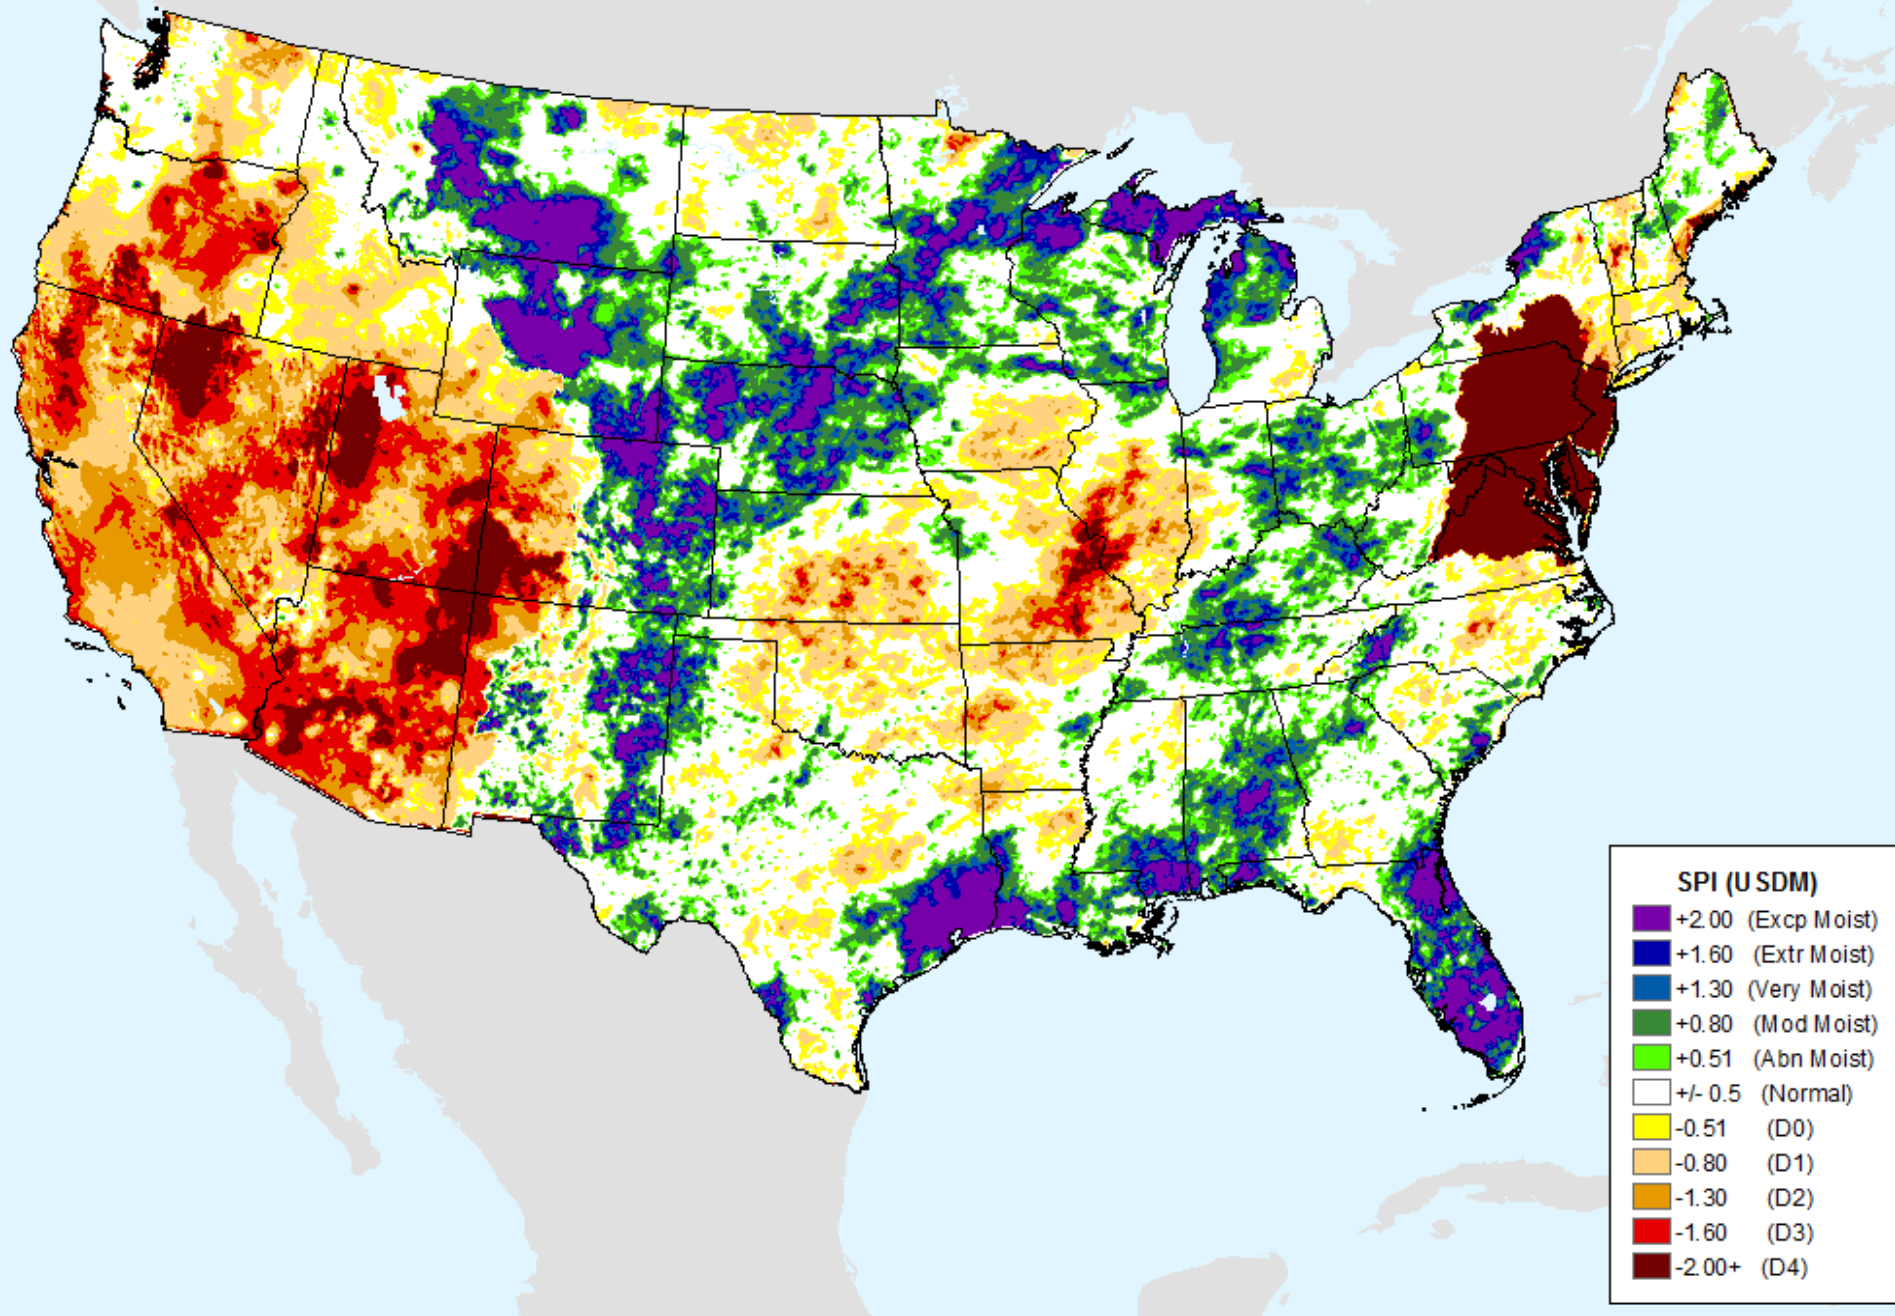 SPI (USDM)
+2.00 (Excp Moist)
+1.60 (Extr Moist)
+1.30 (Very Moist)
+0.80 (Mod Moist)
+0.51 (Abn Moist)
+/- 0.5 (Normal)
-0.51 (D0)
-0.80 (D1)
-1.30 (D2)
-1.60 (D3)
-2.00+ (D4)